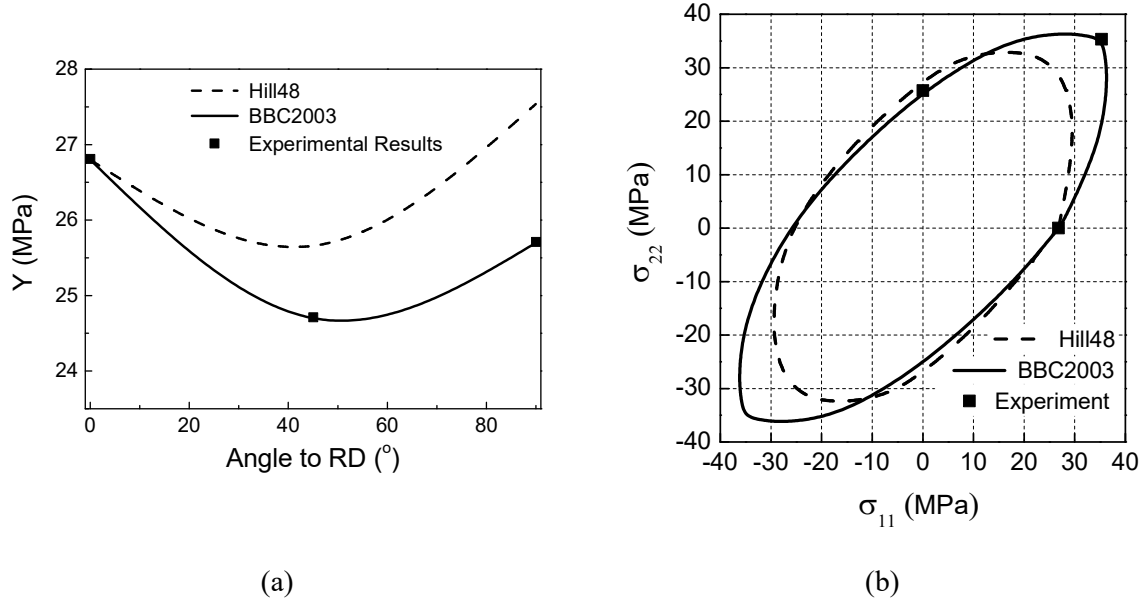 28
27
26
25
24
Y (MPa)
Hill48
BBC2003
Experimental Results
0 20 40 60 80
Angle to RD (°)
(a)
40
30
20
10
0
-10
-20
-30
-40
σ22 (MPa)
Hill48
BBC2003
Experiment
-40 -30 -20 -10 0 10 20 30 40
σ11 (MPa)
(b)